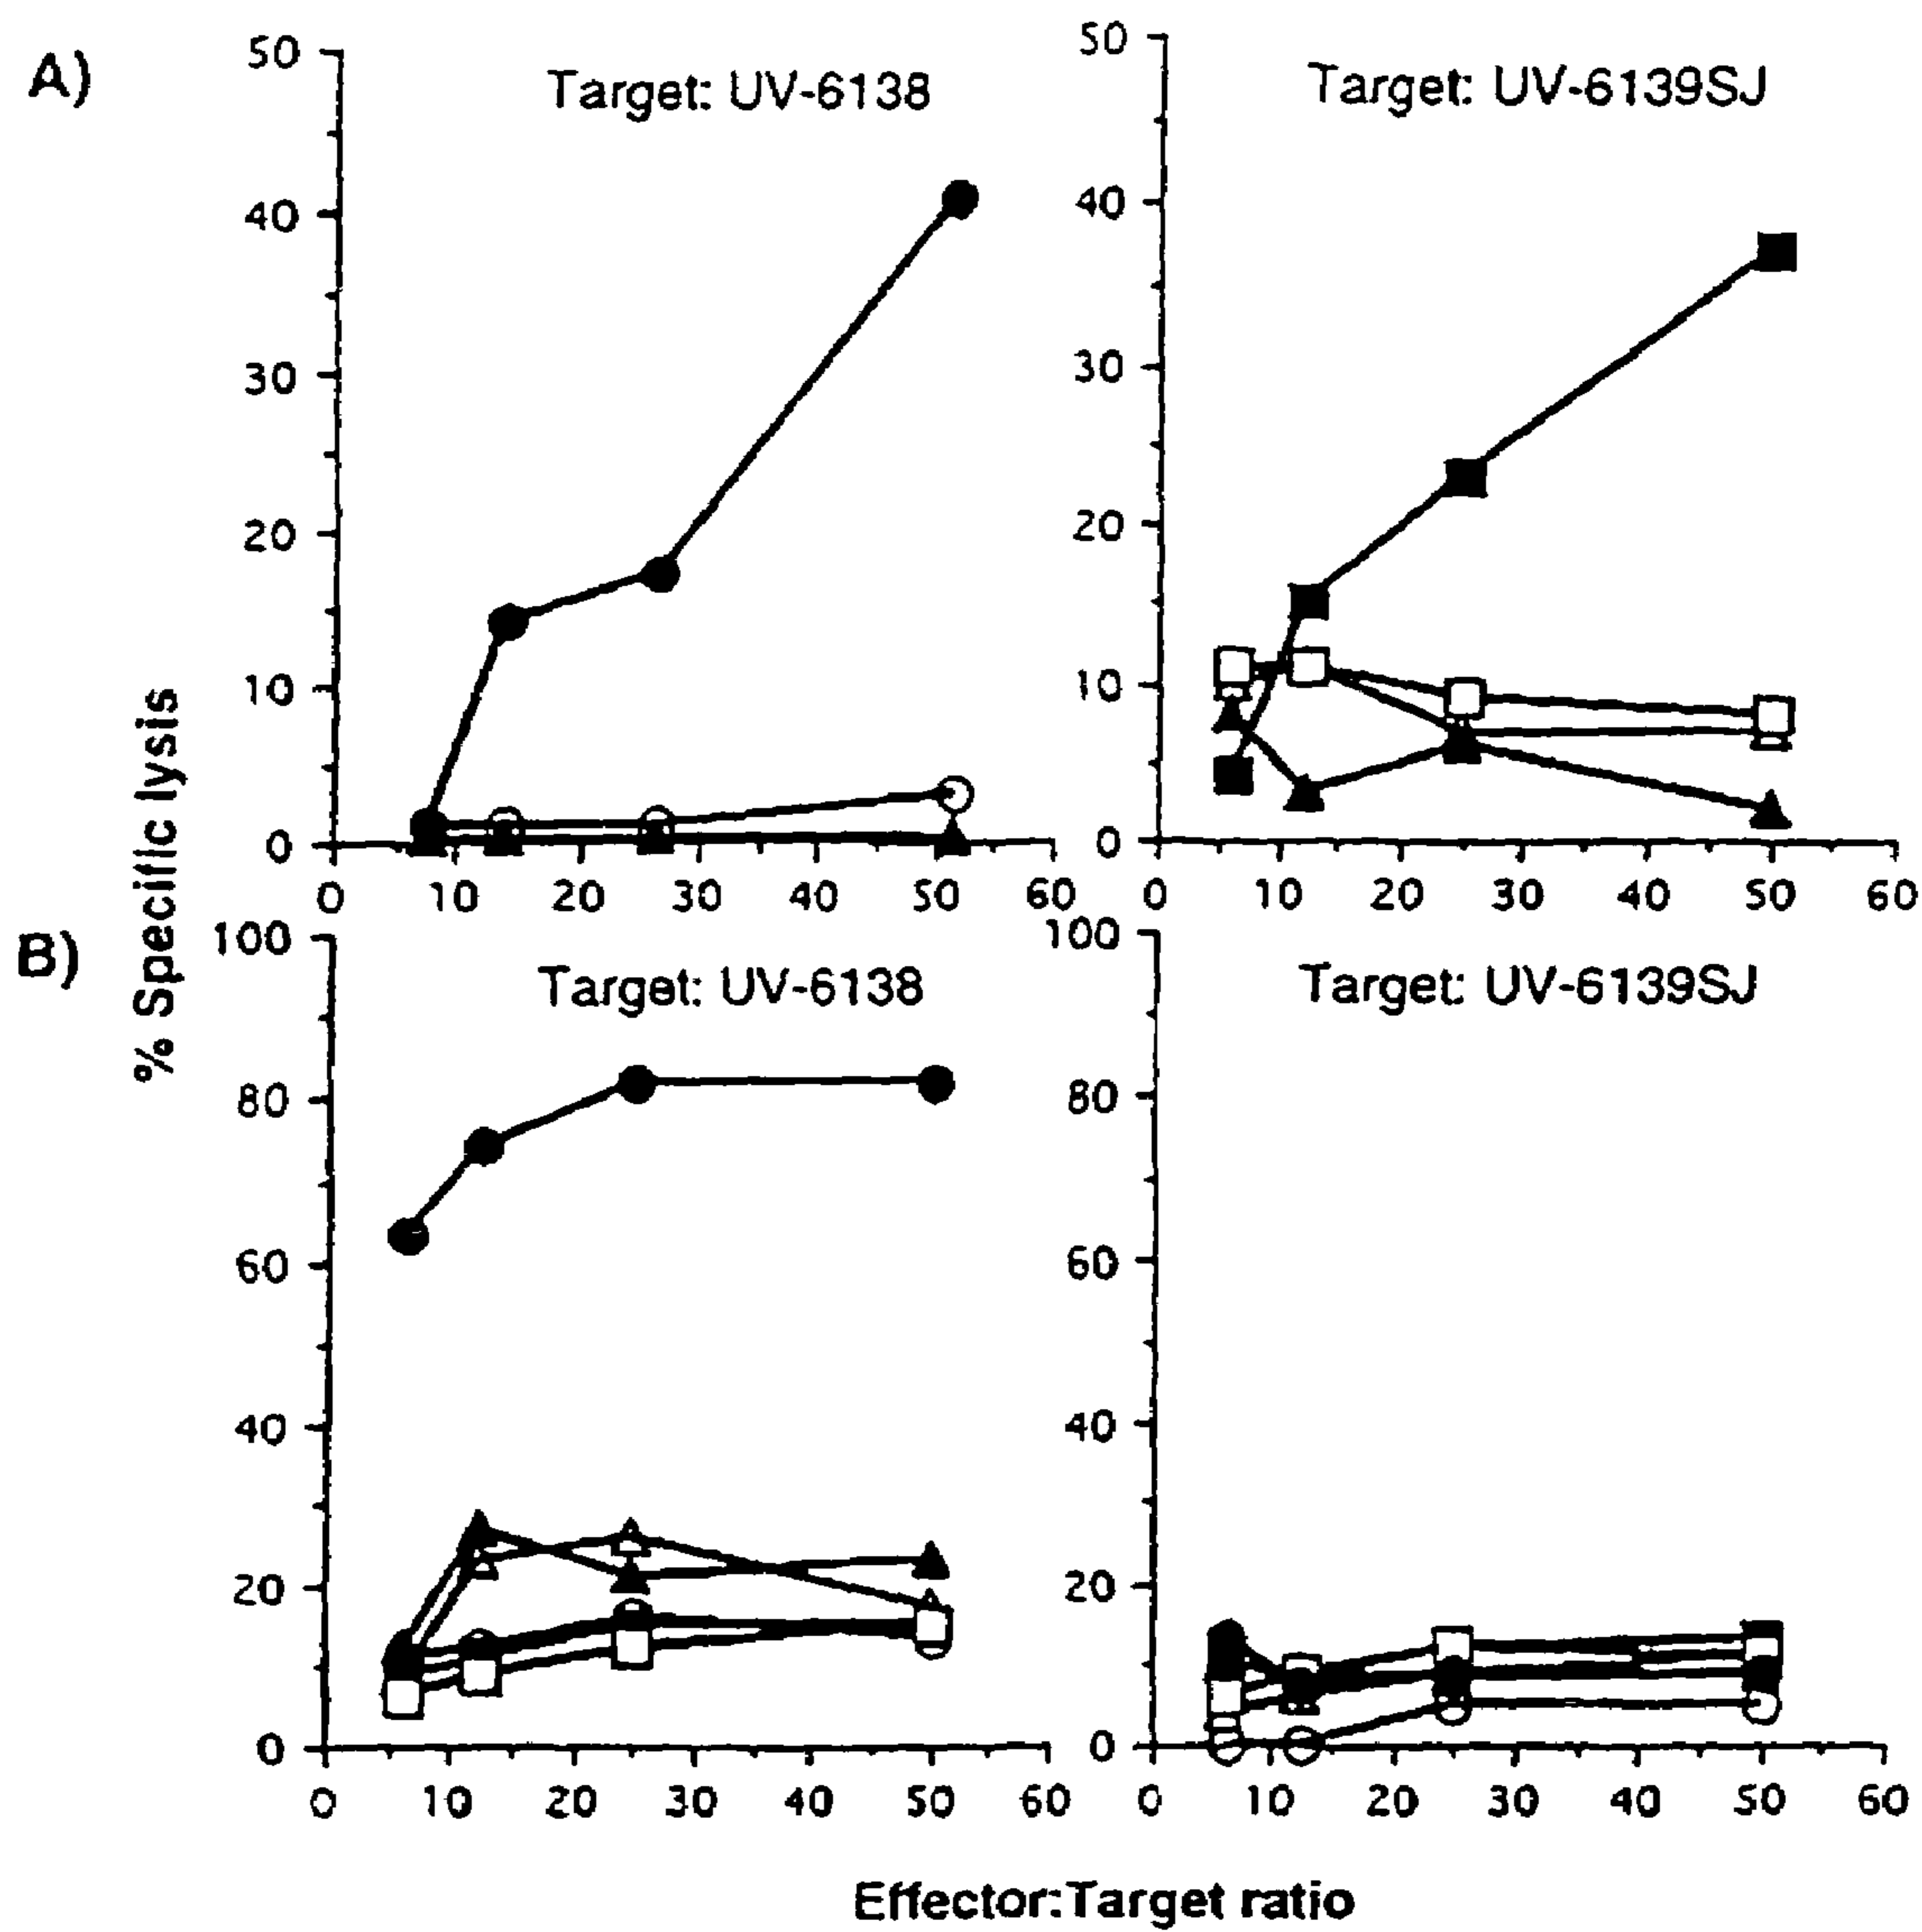 A)
Target: UV-6138
50
40
30
20
10
0
0 10 20 30 40 50 60
Target: UV-6139SJ
50
40
30
20
10
0
0 10 20 30 40 50 60
% Specific lysis
B)
Target: UV-6138
100
80
60
40
20
0
0 10 20 30 40 50 60
Target: UV-6139SJ
100
80
60
40
20
0
0 10 20 30 40 50 60
Effector:Target ratio